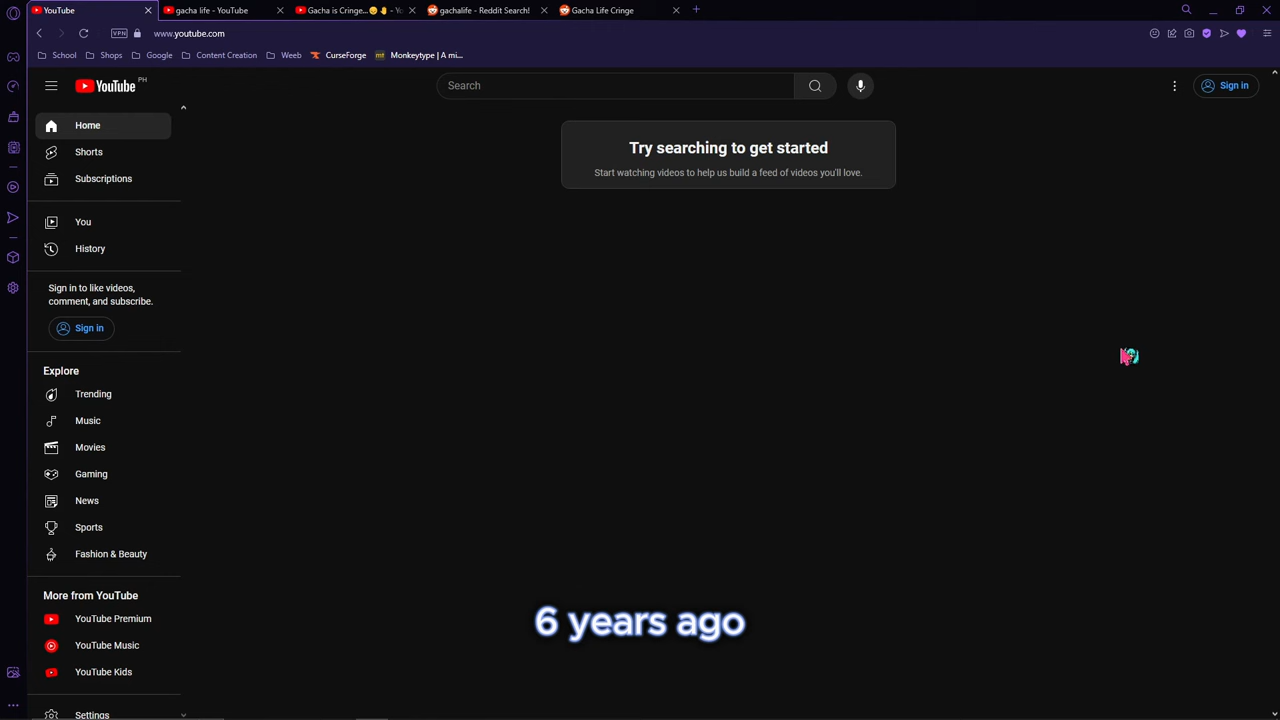 YouTube
gacha life - YouTube
Gacha is Cringe...😔🤚 - Yo
gachalife - Reddit Search!
Gacha Life Cringe
VPN
www.youtube.com
School
Shops
Google
Content Creation
Weeb
CurseForge
mt
Monkeytype | A mi...
YouTube
PH
Search
Sign in
Home
Shorts
Subscriptions
You
History
Sign in to like videos,
comment, and subscribe.
Sign in
Explore
Trending
Music
Movies
Gaming
News
Sports
Fashion & Beauty
More from YouTube
YouTube Premium
YouTube Music
YouTube Kids
Settings
Try searching to get started
Start watching videos to help us build a feed of videos you'll love.
6 years ago